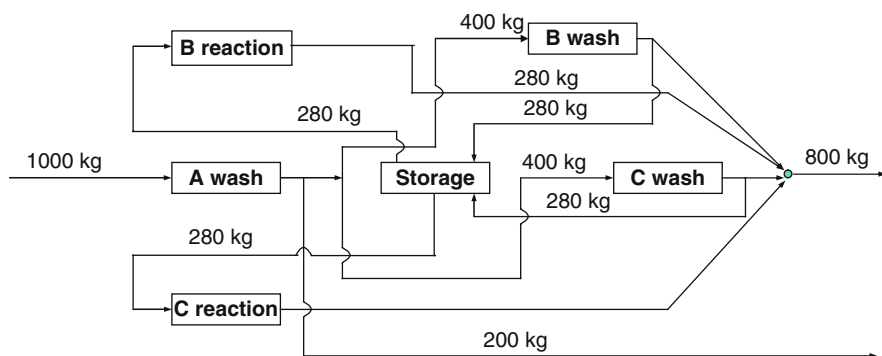 400 kg
B wash
B reaction
280 kg
280 kg
280 kg
1000 kg
A wash
Storage
400 kg
C wash
800 kg
280 kg
280 kg
C reaction
200 kg